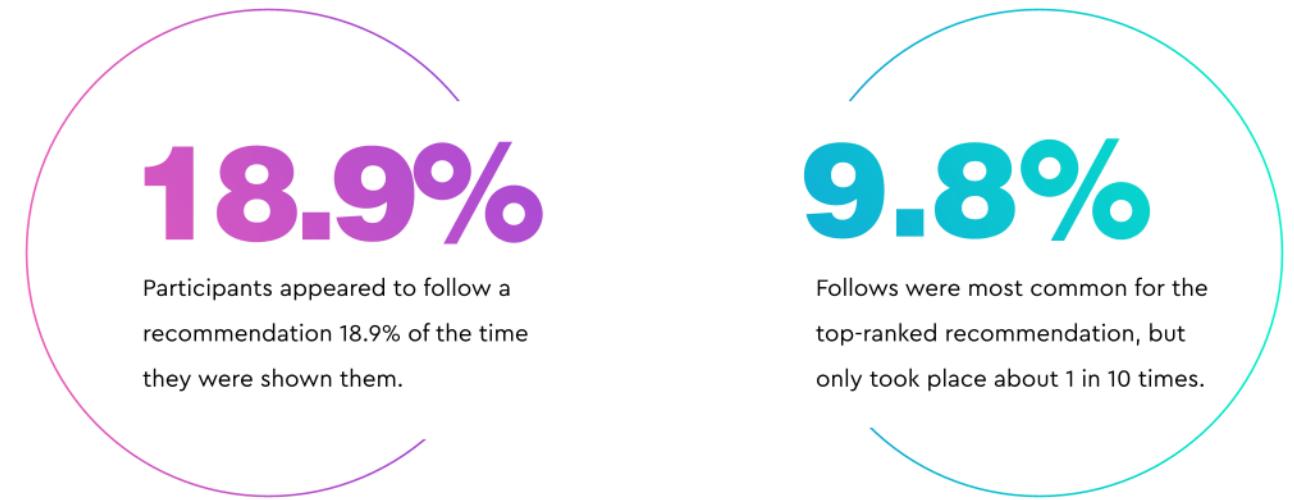 18.9%
Participants appeared to follow a
recommendation 18.9% of the time
they were shown them.
9.8%
Follows were most common for the
top-ranked recommendation, but
only took place about 1 in 10 times.